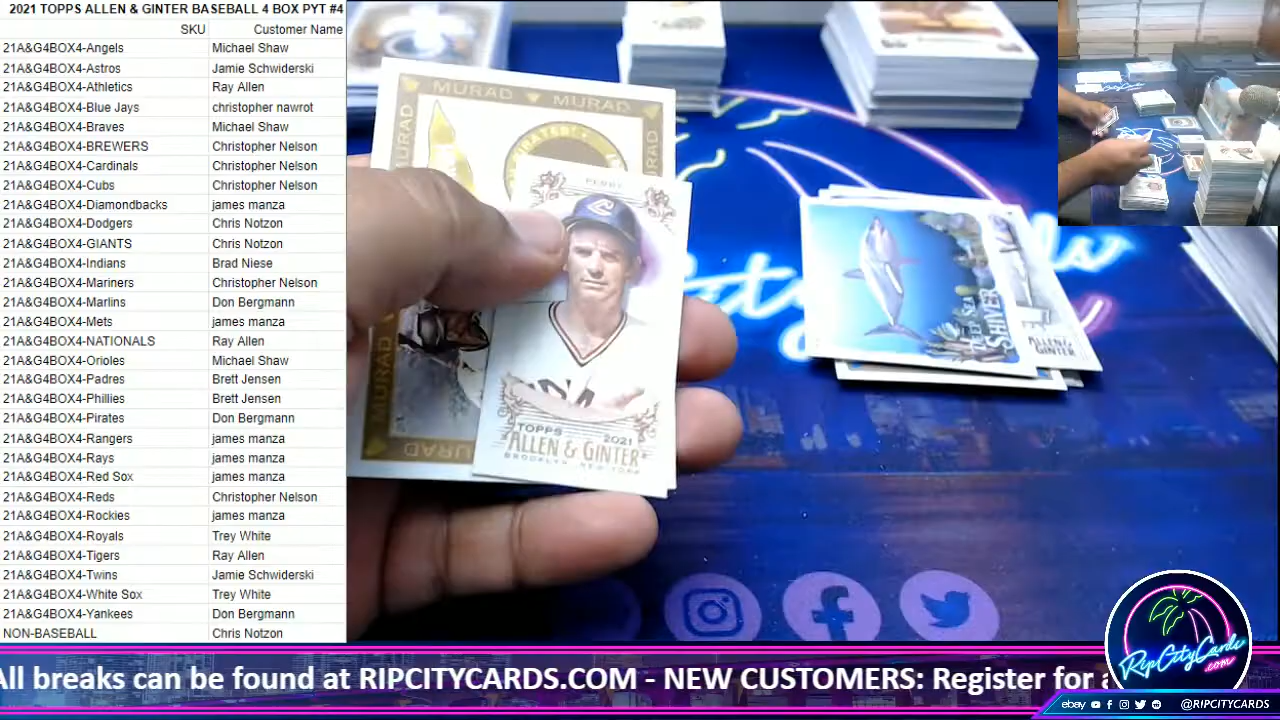 2021 TOPPS ALLEN & GINTER BASEBALL 4 BOX PYT #4
SKU Customer Name
21A&G4BOX4-Angels Michael Shaw
21A&G4BOX4-Astros Jamie Schwiderski
21A&G4BOX4-Athletics Ray Allen
21A&G4BOX4-Blue Jays christopher nawrot
21A&G4BOX4-Braves Michael Shaw
21A&G4BOX4-BREWERS Christopher Nelson
21A&G4BOX4-Cardinals Christopher Nelson
21A&G4BOX4-Cubs Christopher Nelson
21A&G4BOX4-Diamondbacks james manza
21A&G4BOX4-Dodgers Chris Notzon
21A&G4BOX4-GIANTS Chris Notzon
21A&G4BOX4-Indians Brad Niese
21A&G4BOX4-Mariners Christopher Nelson
21A&G4BOX4-Marlins Don Bergmann
21A&G4BOX4-Mets james manza
21A&G4BOX4-NATIONALS Ray Allen
21A&G4BOX4-Orioles Michael Shaw
21A&G4BOX4-Padres Brett Jensen
21A&G4BOX4-Phillies Brett Jensen
21A&G4BOX4-Pirates Don Bergmann
21A&G4BOX4-Rangers james manza
21A&G4BOX4-Rays james manza
21A&G4BOX4-Red Sox james manza
21A&G4BOX4-Reds Christopher Nelson
21A&G4BOX4-Rockies james manza
21A&G4BOX4-Royals Trey White
21A&G4BOX4-Tigers Ray Allen
21A&G4BOX4-Twins Jamie Schwiderski
21A&G4BOX4-White Sox Trey White
21A&G4BOX4-Yankees Don Bergmann
NON-BASEBALL Chris Notzon
MURAD MURAD
MURAD
MURAD
MURAD
PERRY
TOPPS 2021
ALLEN & GINTER
BROOKLYN, NEW YORK
DEEP SEA
SHIVER
ALLEN & GINTER
All breaks can be found at RIPCITYCARDS.COM - NEW CUSTOMERS: Register for a
RipCityCards
.com
ebay @RIPCITYCARDS